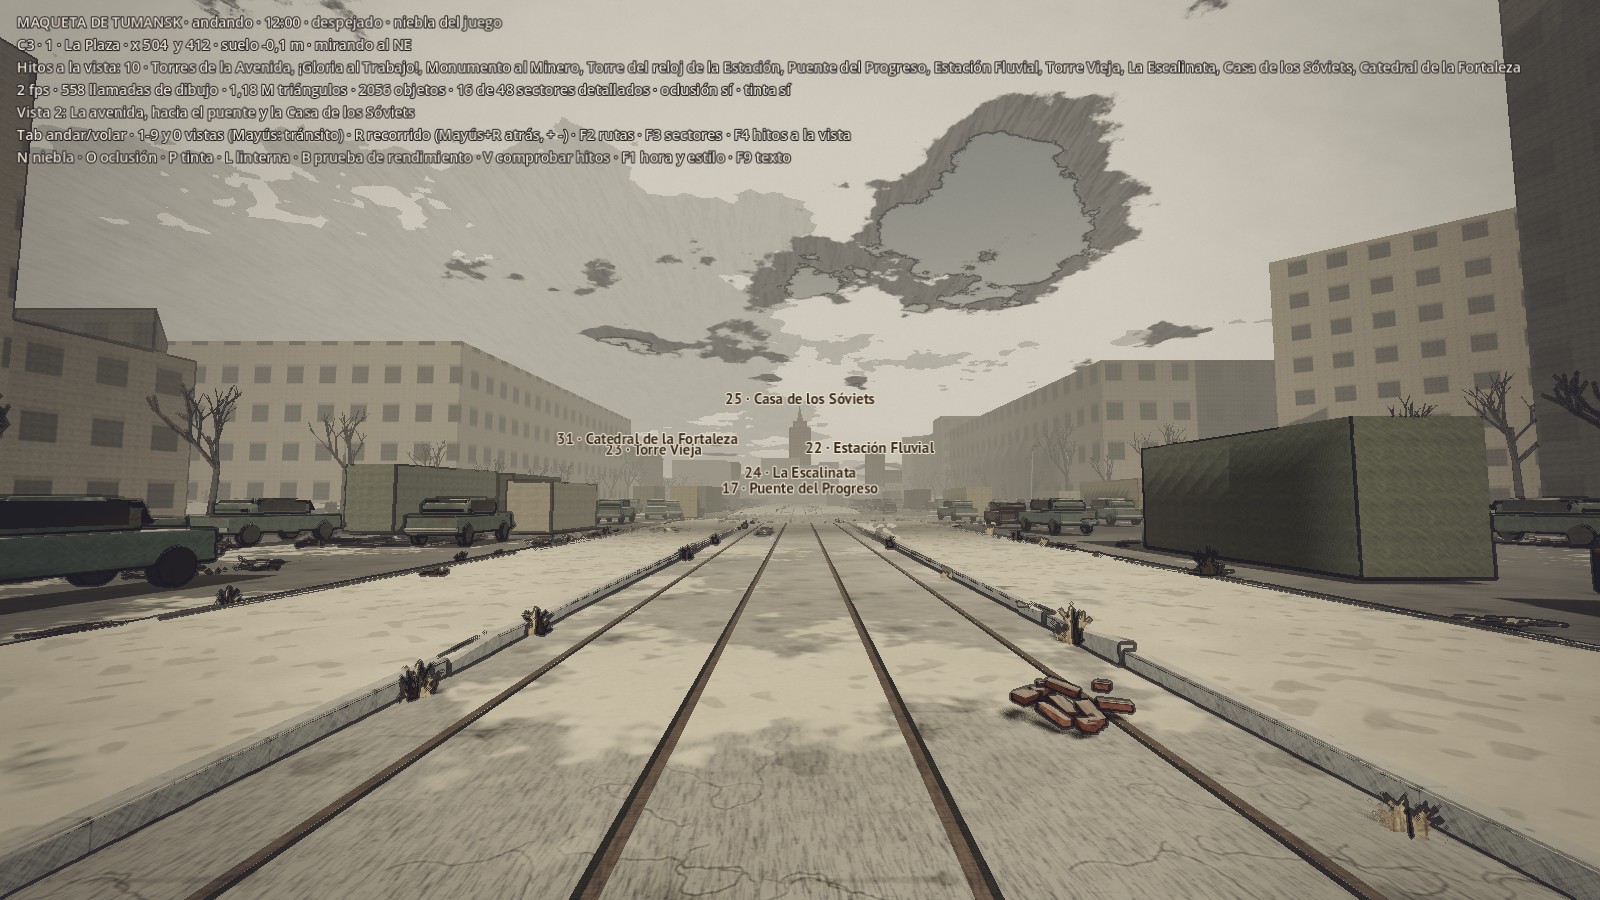 MAQUETA DE TUMANSK · andando · 12:00 · despejado · niebla del juego
C3 · 1 · La Plaza · x 504 y 412 · suelo -0,1 m · mirando al NE
Hitos a la vista: 10 · Torres de la Avenida, ¡Gloria al Trabajo!, Monumento al Minero, Torre del reloj de la Estación, Puente del Progreso, Estación Fluvial, Torre Vieja, La Escalinata, Casa de los Sóviets, Catedral de la Fortaleza
2 fps · 558 llamadas de dibujo · 1,18 M triángulos · 2056 objetos · 16 de 48 sectores detallados · oclusión sí · tinta sí
Vista 2: La avenida, hacia el puente y la Casa de los Sóviets
Tab andar/volar · 1-9 y 0 vistas (Mayús: tránsito) · R recorrido (Mayús+R atrás, + -) · F2 rutas · F3 sectores · F4 hitos a la vista
N niebla · O oclusión · P tinta · L linterna · B prueba de rendimiento · V comprobar hitos · F1 hora y estilo · F9 texto
25 · Casa de los Sóviets
31 · Catedral de la Fortaleza
23 · Torre Vieja
22 · Estación Fluvial
24 · La Escalinata
17 · Puente del Progreso